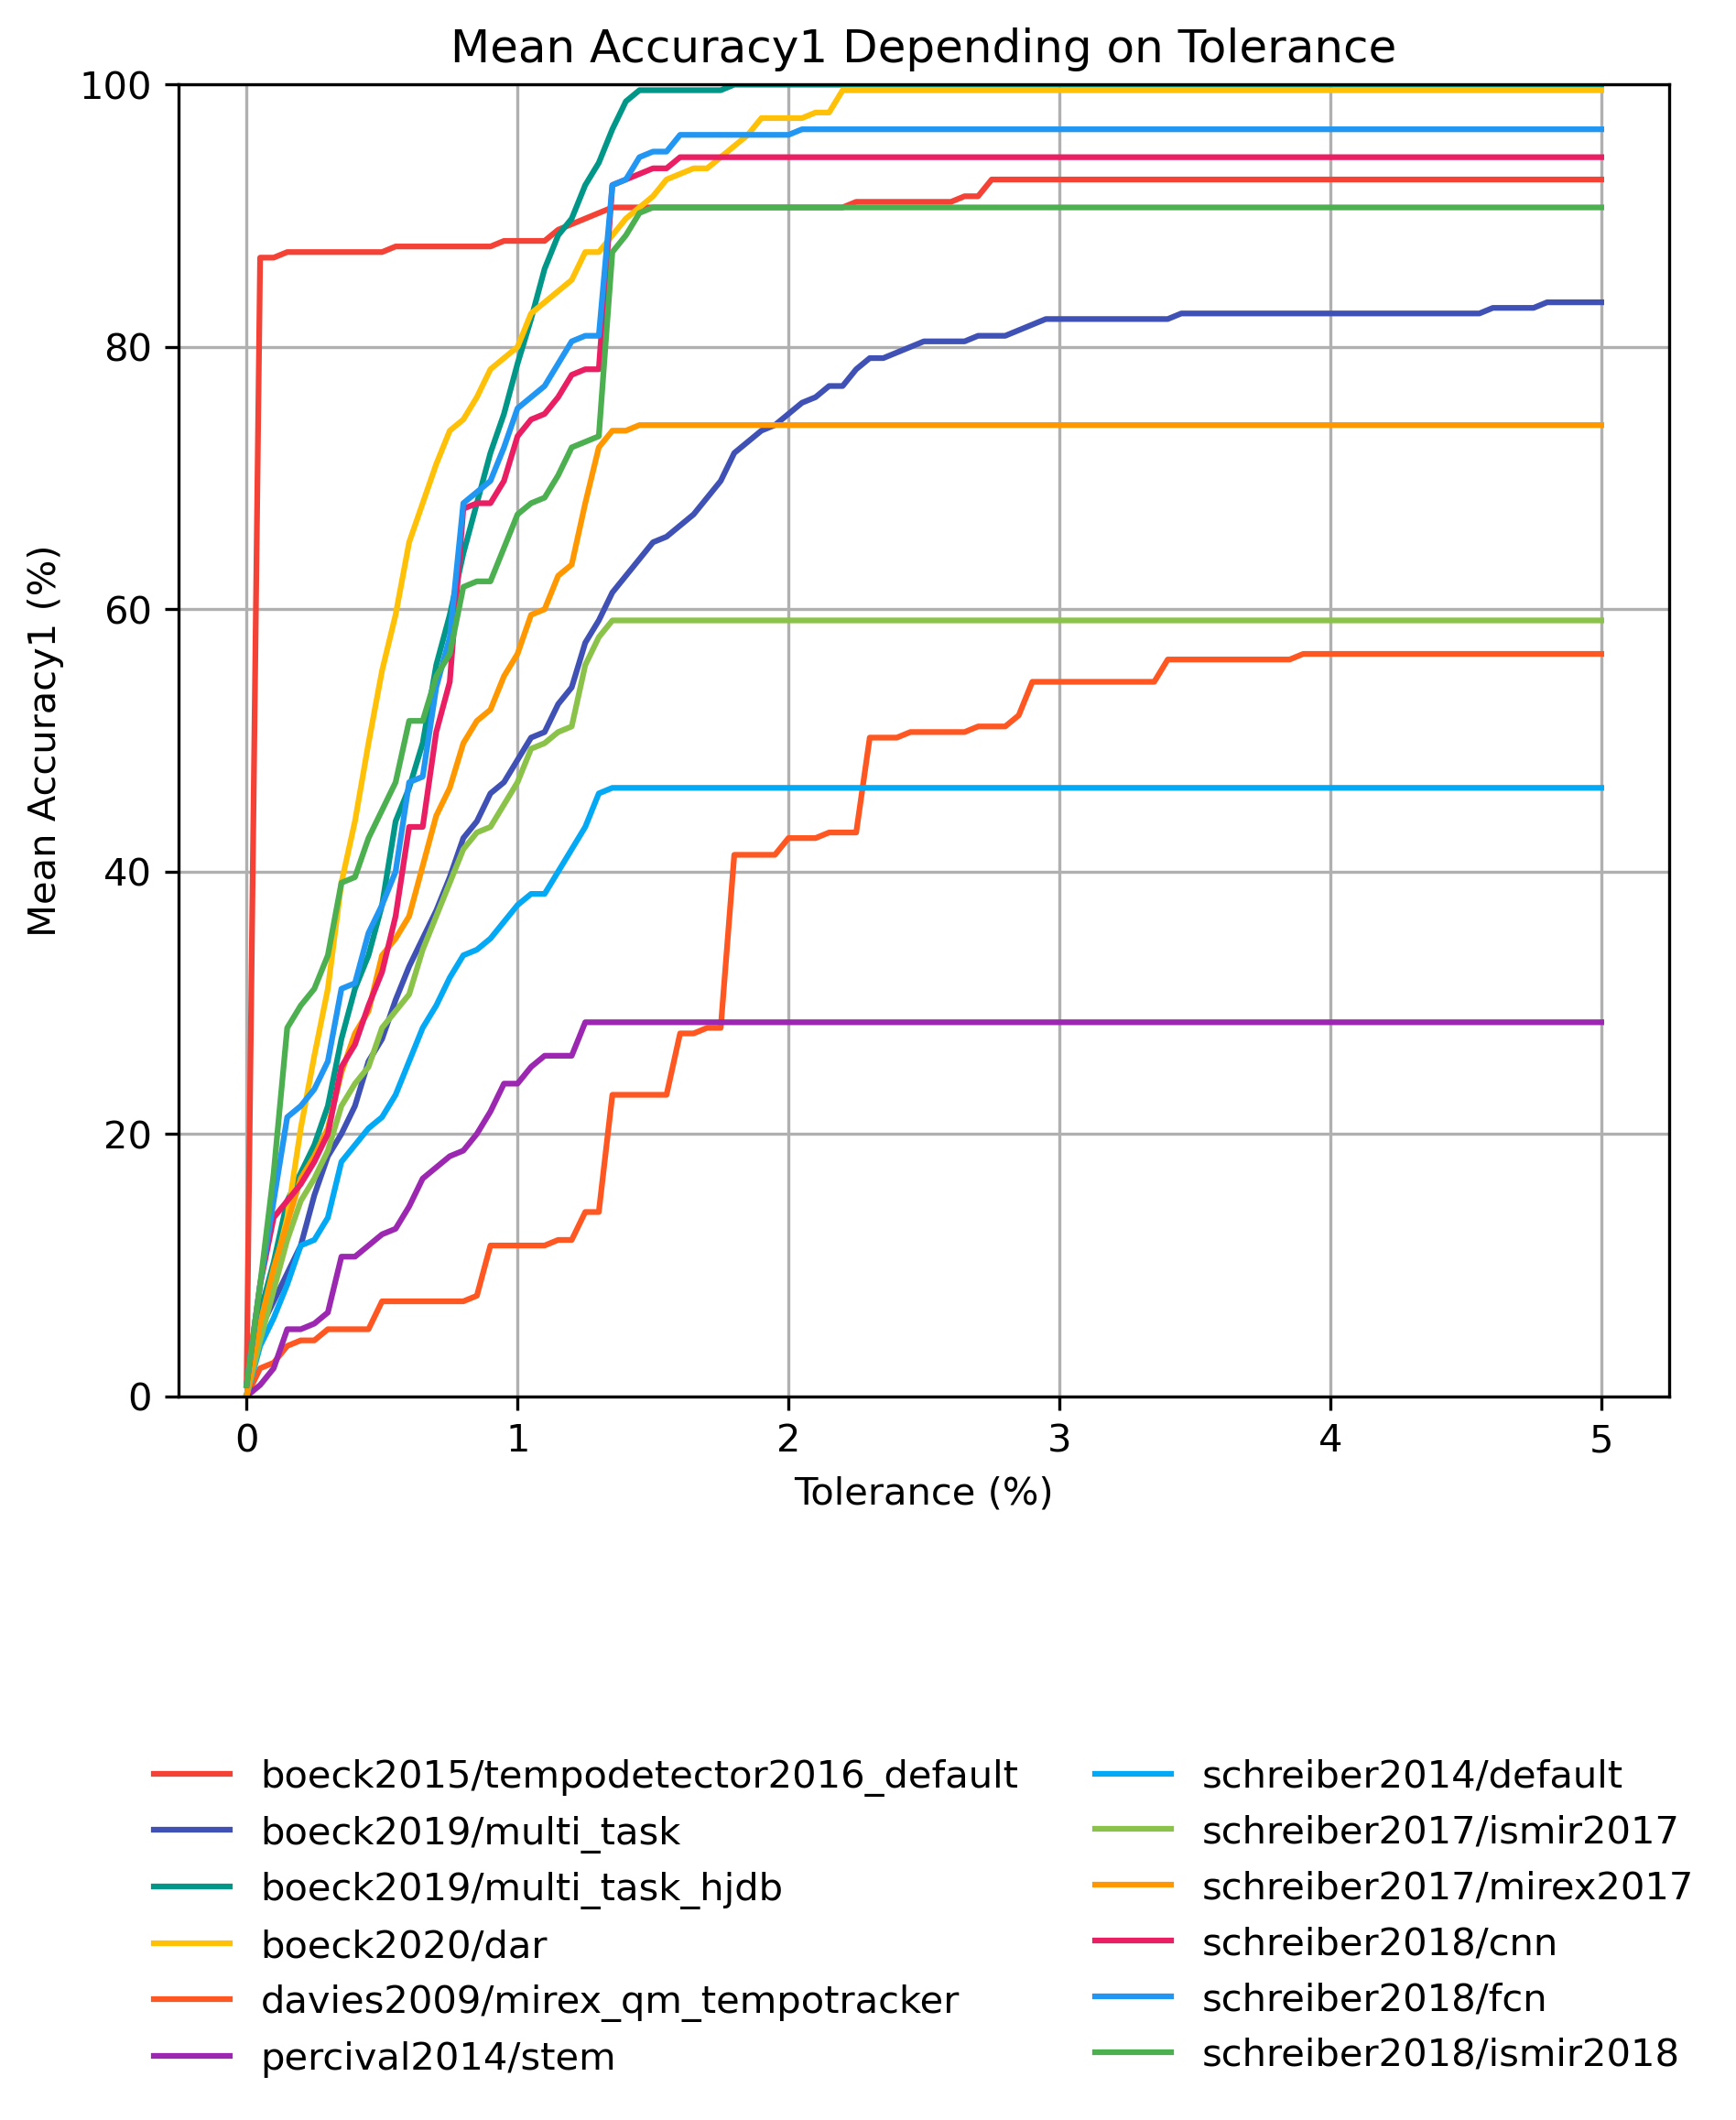 Mean Accuracy1 Depending on Tolerance
100
80
60
40
20
0
Mean Accuracy1 (%)
0 1 2 3 4 5
Tolerance (%)
boeck2015/tempodetector2016_default
boeck2019/multi_task
boeck2019/multi_task_hjdb
boeck2020/dar
davies2009/mirex_qm_tempotracker
percival2014/stem
schreiber2014/default
schreiber2017/ismir2017
schreiber2017/mirex2017
schreiber2018/cnn
schreiber2018/fcn
schreiber2018/ismir2018